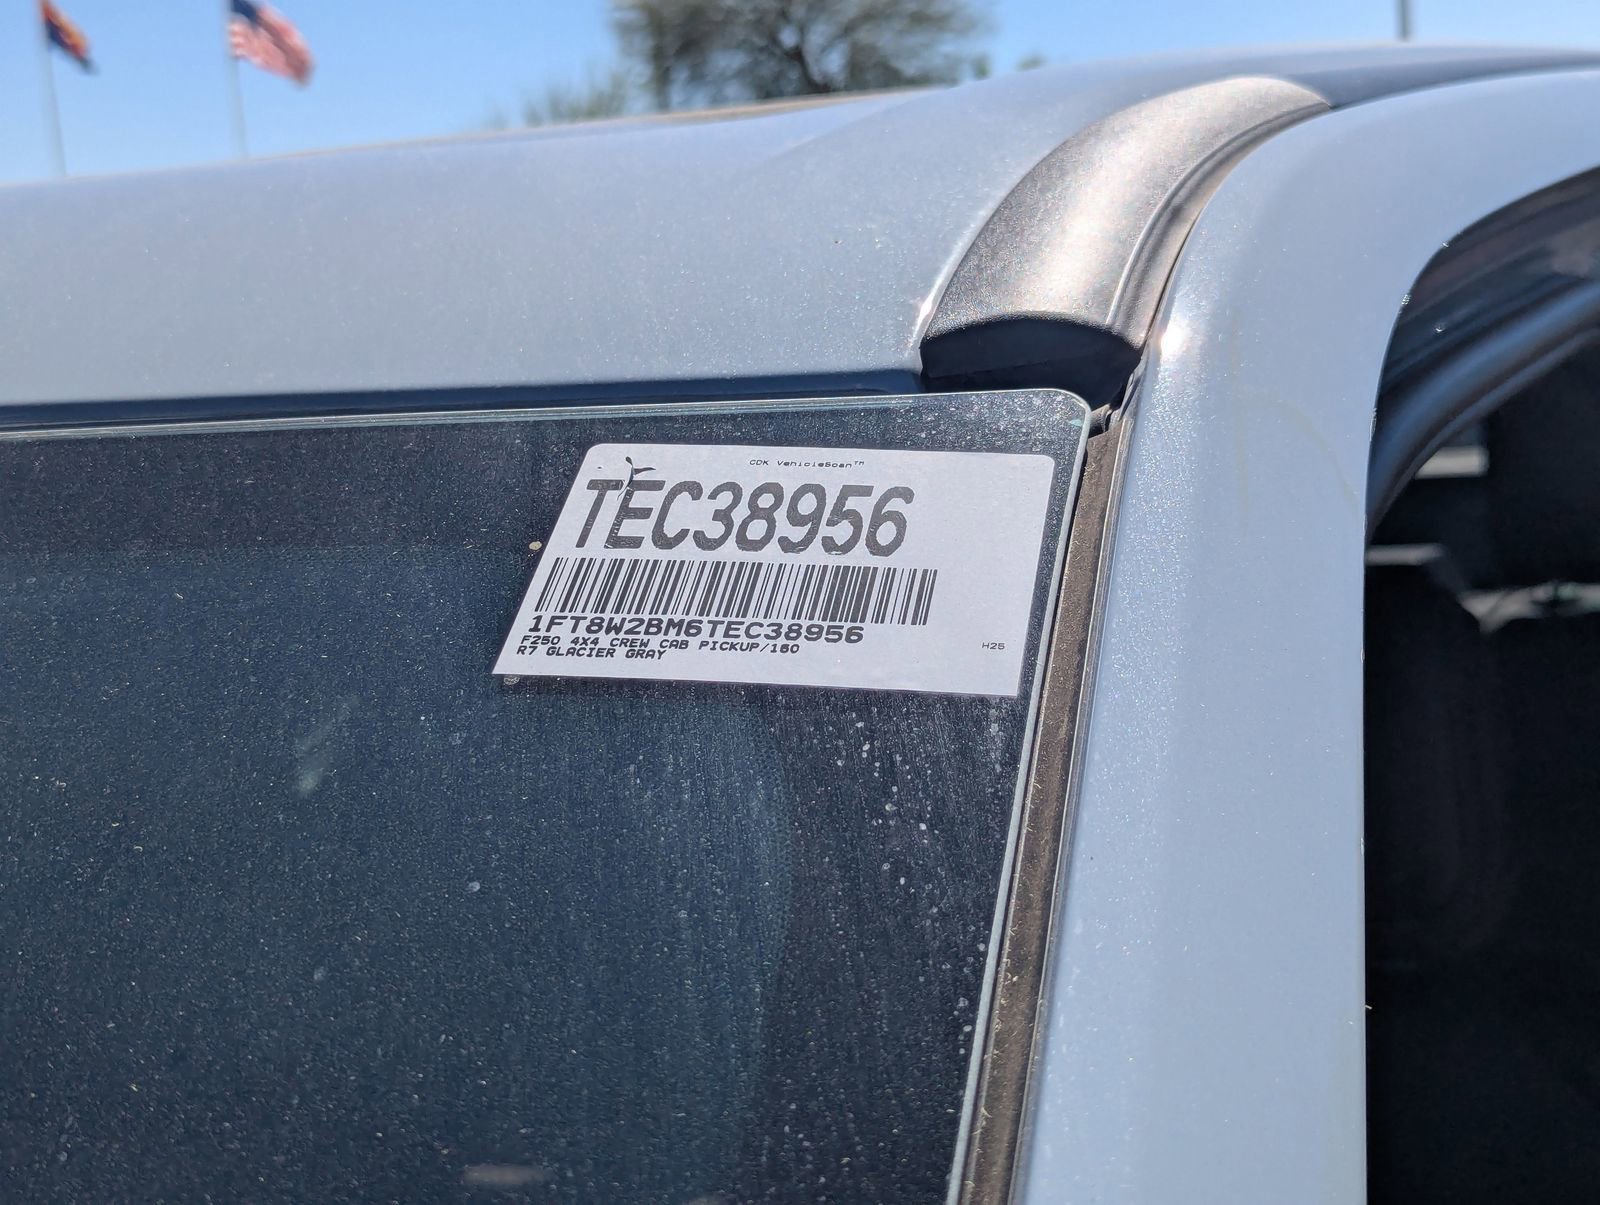 CDK VehicleScan™
TEC38956
1FT8W2BM6TEC38956
F250 4X4 CREW CAB PICKUP/160
R7 GLACIER GRAY
H25